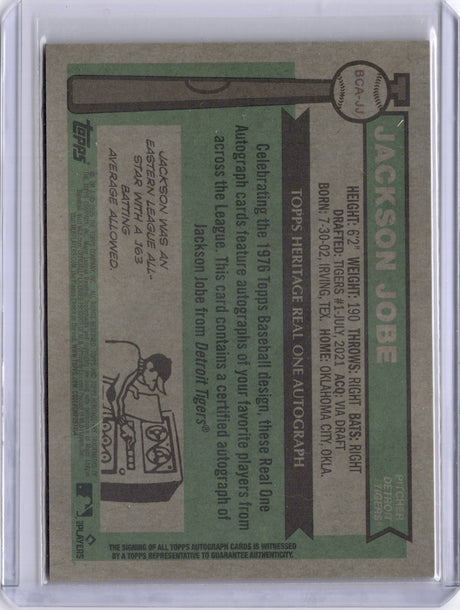 BCA-JJ
JACKSON JOBE
PITCHER
DETROIT
TIGERS
HEIGHT: 6'2" WEIGHT: 190 THROWS: RIGHT BATS: RIGHT
DRAFTED: TIGERS #1-JULY, 2021 ACQ: VIA DRAFT
BORN: 7-30-02, IRVING, TEX. HOME: OKLAHOMA CITY, OKLA.
TOPPS HERITAGE REAL ONE AUTOGRAPH
Celebrating the 1976 Topps Baseball design, these Real One
Autograph cards feature autographs of your favorite players from
across the League. This card contains a certified autograph of
Jackson Jobe from Detroit Tigers®
JACKSON WAS AN
EASTERN LEAGUE ALL-
STAR WITH A .163
BATTING
AVERAGE ALLOWED.
THE SIGNING OF ALL TOPPS AUTOGRAPH CARDS IS WITNESSED
BY A TOPPS REPRESENTATIVE TO GUARANTEE AUTHENTICITY.
Topps
PLAYERS